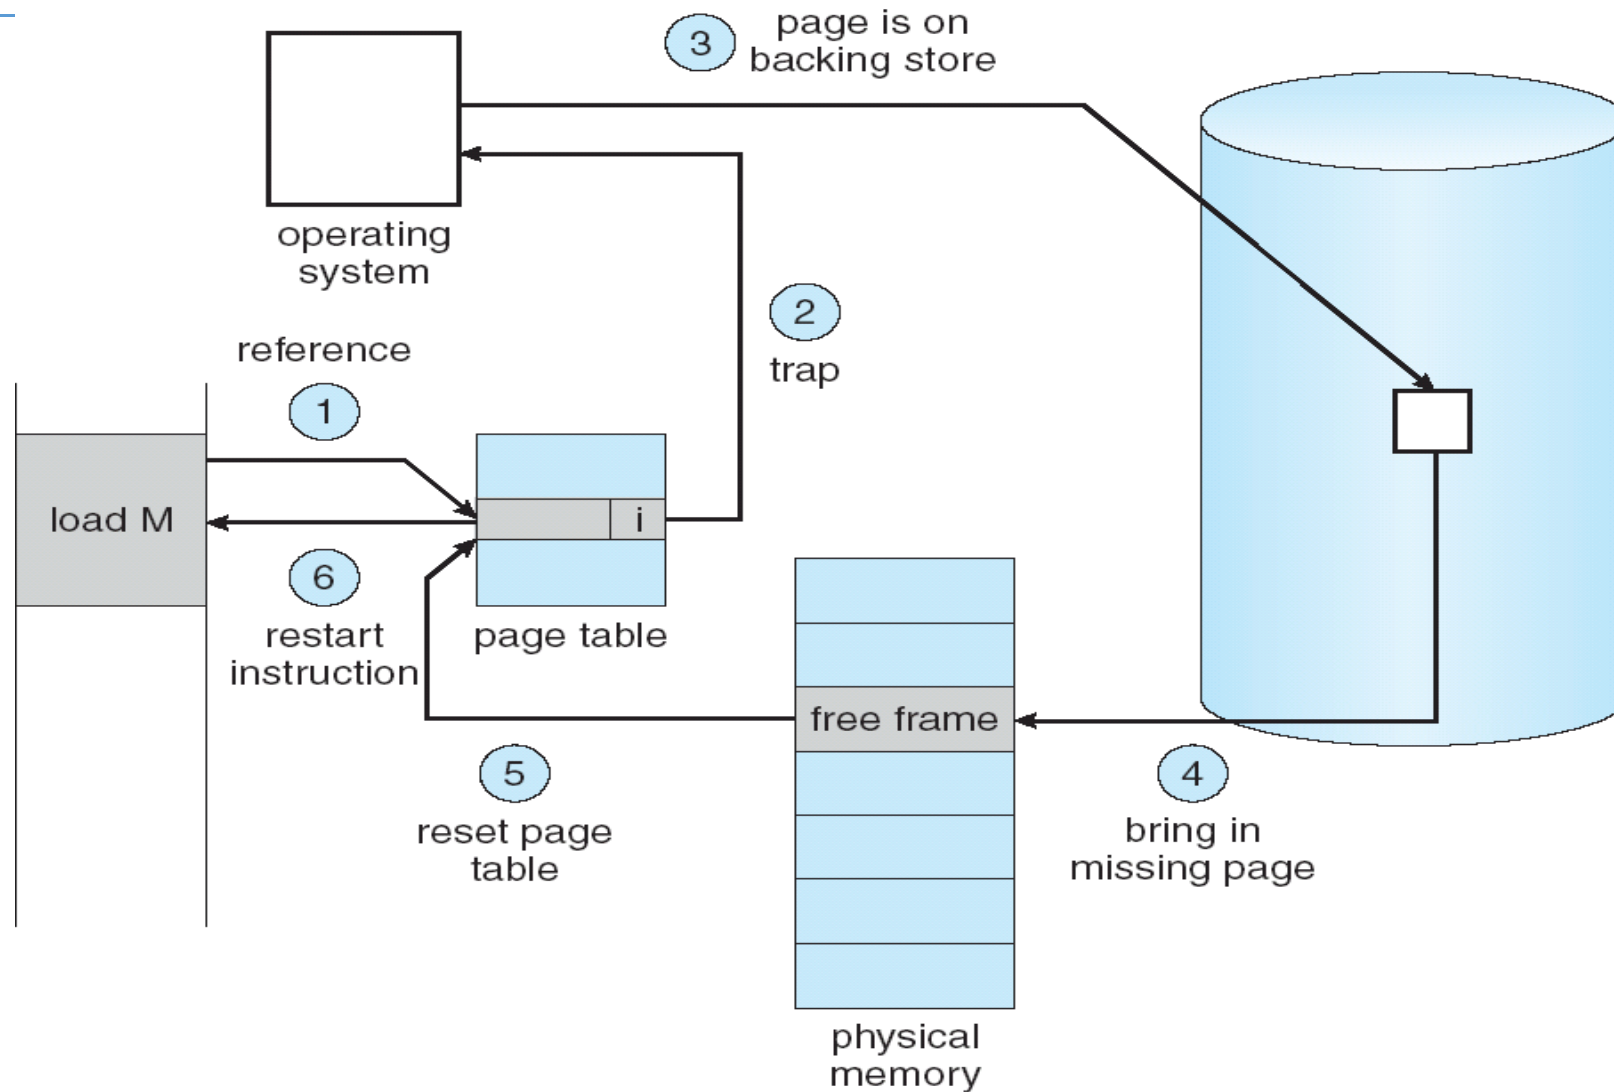 3
page is on
backing store
operating
system
2
trap
reference
1
load M
i
6
restart
instruction
page table
free frame
5
reset page
table
4
bring in
missing page
physical
memory